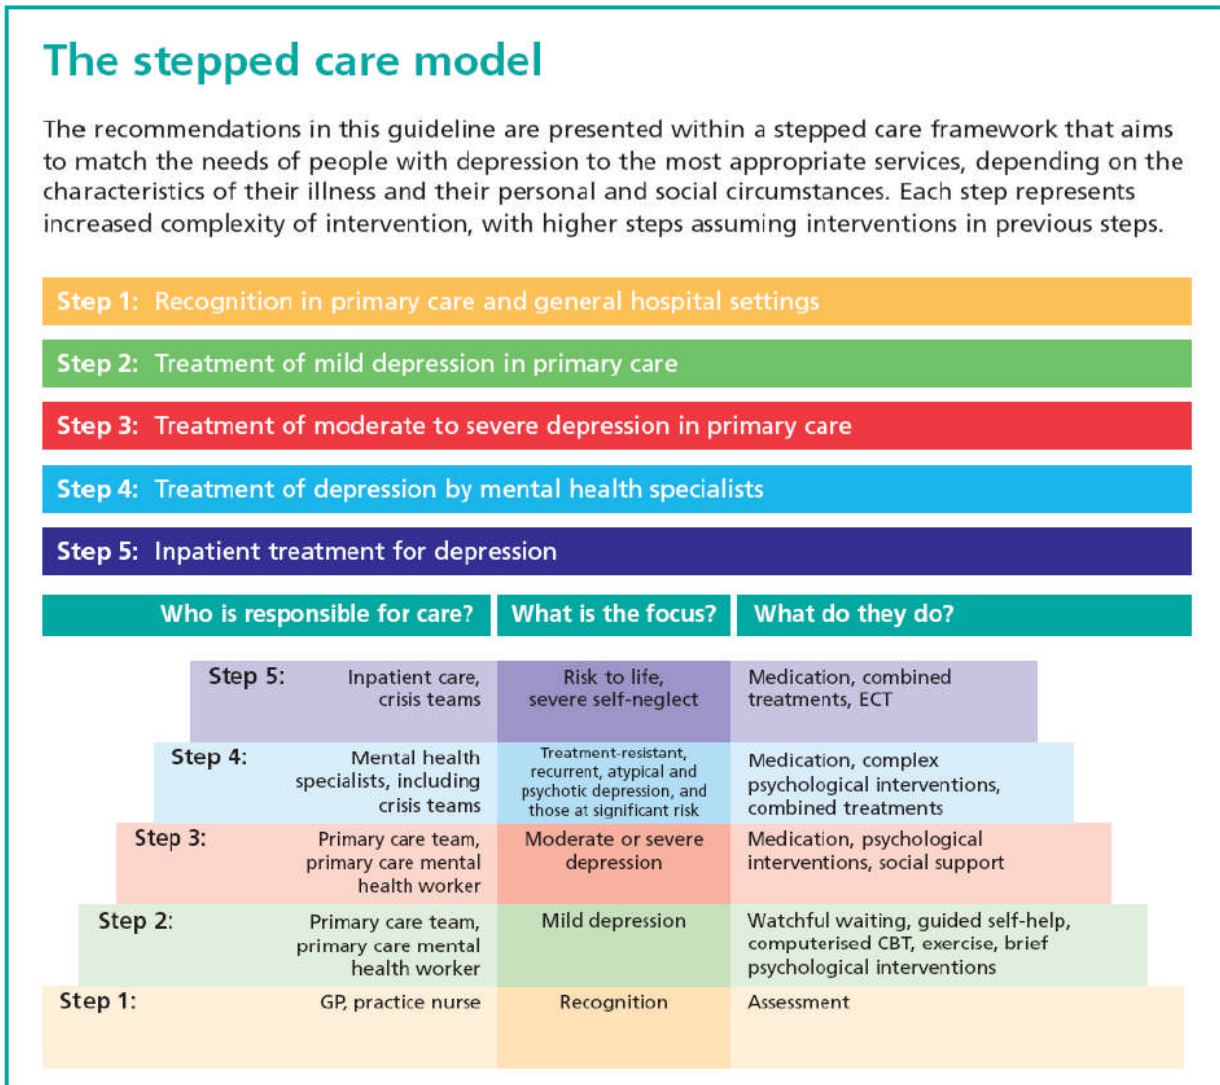 The stepped care model
The recommendations in this guideline are presented within a stepped care framework that aims
to match the needs of people with depression to the most appropriate services, depending on the
characteristics of their illness and their personal and social circumstances. Each step represents
increased complexity of intervention, with higher steps assuming interventions in previous steps.
Step 1: Recognition in primary care and general hospital settings
Step 2: Treatment of mild depression in primary care
Step 3: Treatment of moderate to severe depression in primary care
Step 4: Treatment of depression by mental health specialists
Step 5: Inpatient treatment for depression
Who is responsible for care?
What is the focus?
What do they do?
Step 5:
Inpatient care,
crisis teams
Risk to life,
severe self-neglect
Medication, combined
treatments, ECT
Step 4:
Mental health
specialists, including
crisis teams
Treatment-resistant,
recurrent, atypical and
psychotic depression, and
those at significant risk
Medication, complex
psychological interventions,
combined treatments
Step 3:
Primary care team,
primary care mental
health worker
Moderate or severe
depression
Medication, psychological
interventions, social support
Step 2:
Primary care team,
primary care mental
health worker
Mild depression
Watchful waiting, guided self-help,
computerised CBT, exercise, brief
psychological interventions
Step 1:
GP, practice nurse
Recognition
Assessment